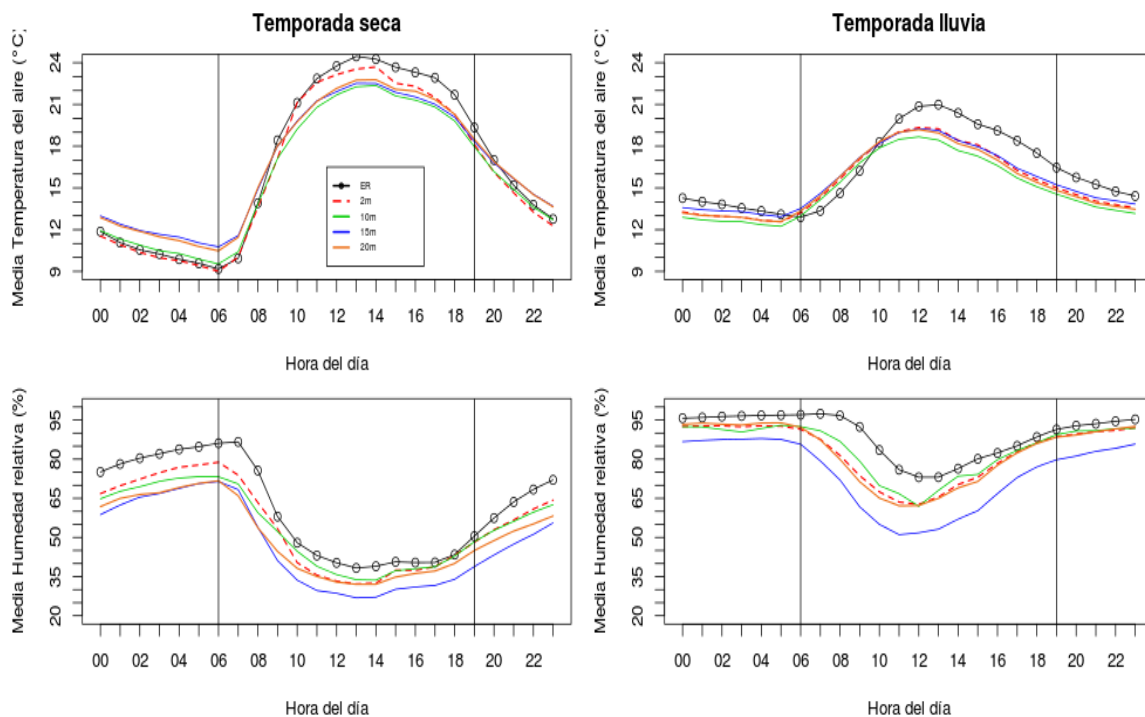 Temporada seca
Temporada lluvia
Media Temperatura del aire (°C)
24
21
18
15
12
9
ER
2m
10m
15m
20m
00 02 04 06 08 10 12 14 16 18 20 22
Hora del día
Media Temperatura del aire (°C)
24
21
18
15
12
9
00 02 04 06 08 10 12 14 16 18 20 22
Hora del día
Media Humedad relativa (%)
95
80
65
50
35
20
00 02 04 06 08 10 12 14 16 18 20 22
Hora del día
Media Humedad relativa (%)
95
80
65
50
35
20
00 02 04 06 08 10 12 14 16 18 20 22
Hora del día